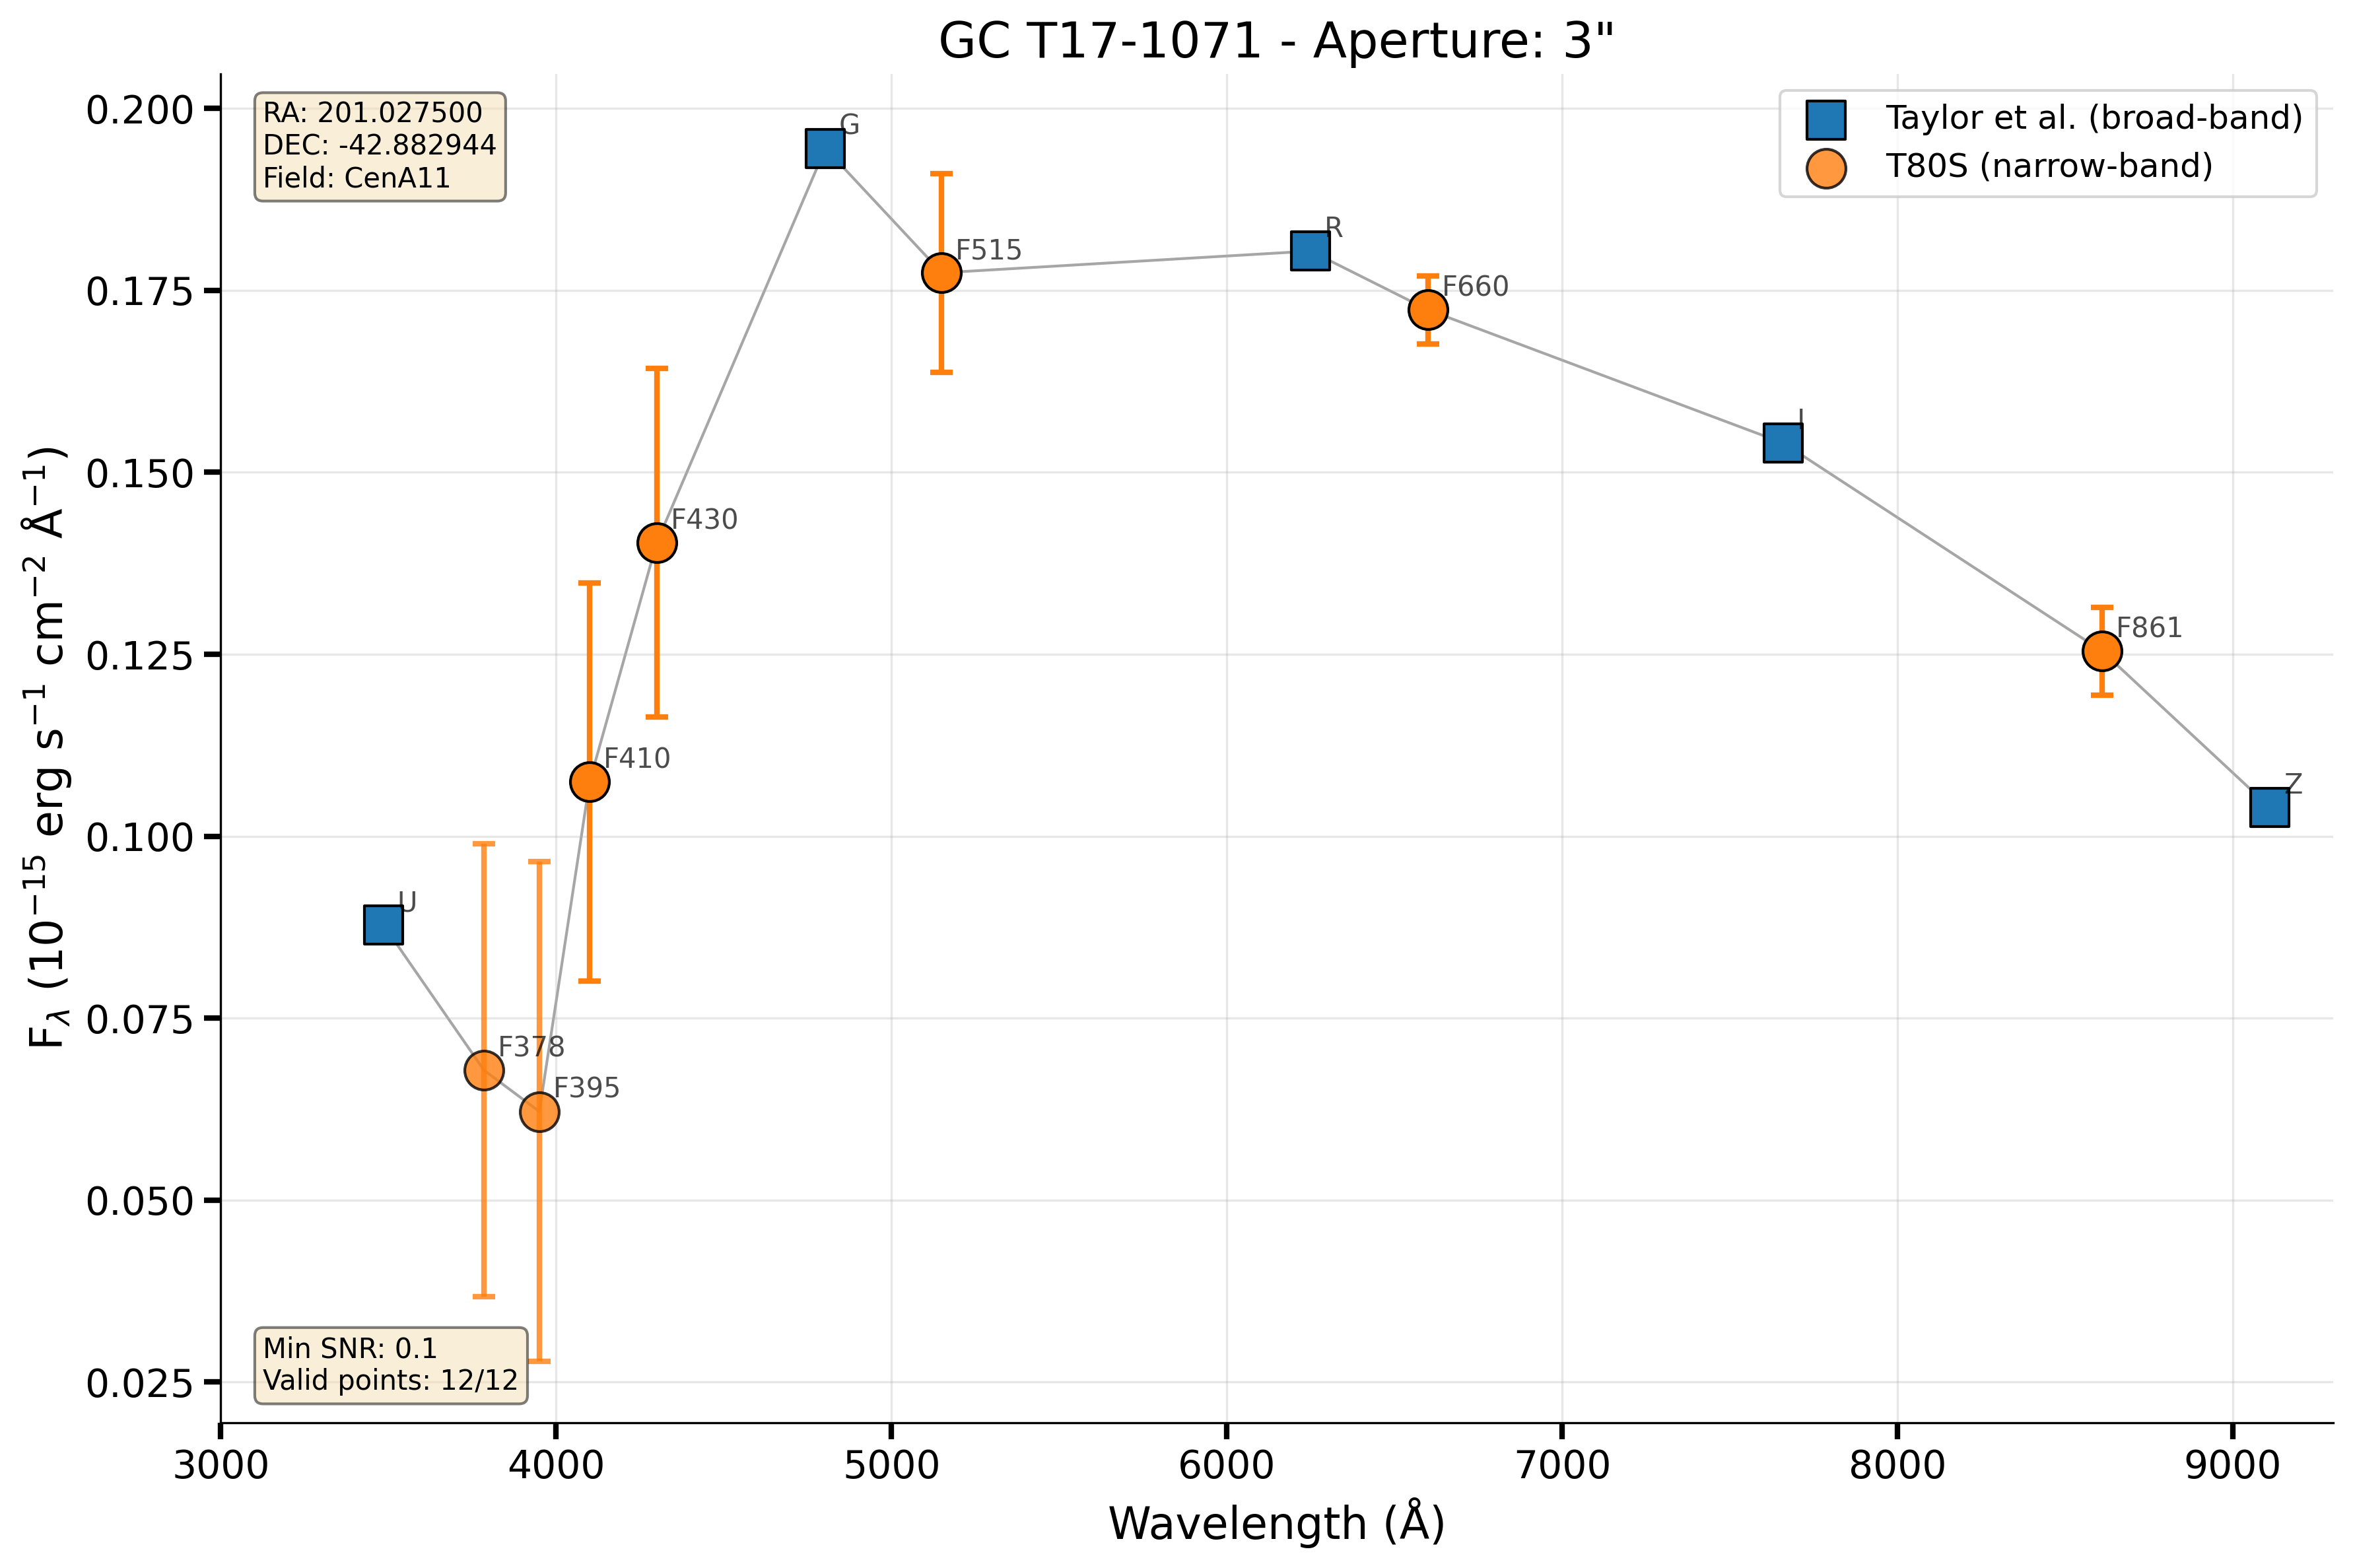 GC T17-1071 - Aperture: 3"
RA: 201.027500
DEC: -42.882944
Field: CenA11
Taylor et al. (broad-band)
T80S (narrow-band)
G
F515
R
F660
I
F430
F861
F410
Z
U
F378
F395
Min SNR: 0.1
Valid points: 12/12
0.200
0.175
0.150
0.125
0.100
0.075
0.050
0.025
F_λ (10⁻¹⁵ erg s⁻¹ cm⁻² Å⁻¹)
3000 4000 5000 6000 7000 8000 9000
Wavelength (Å)